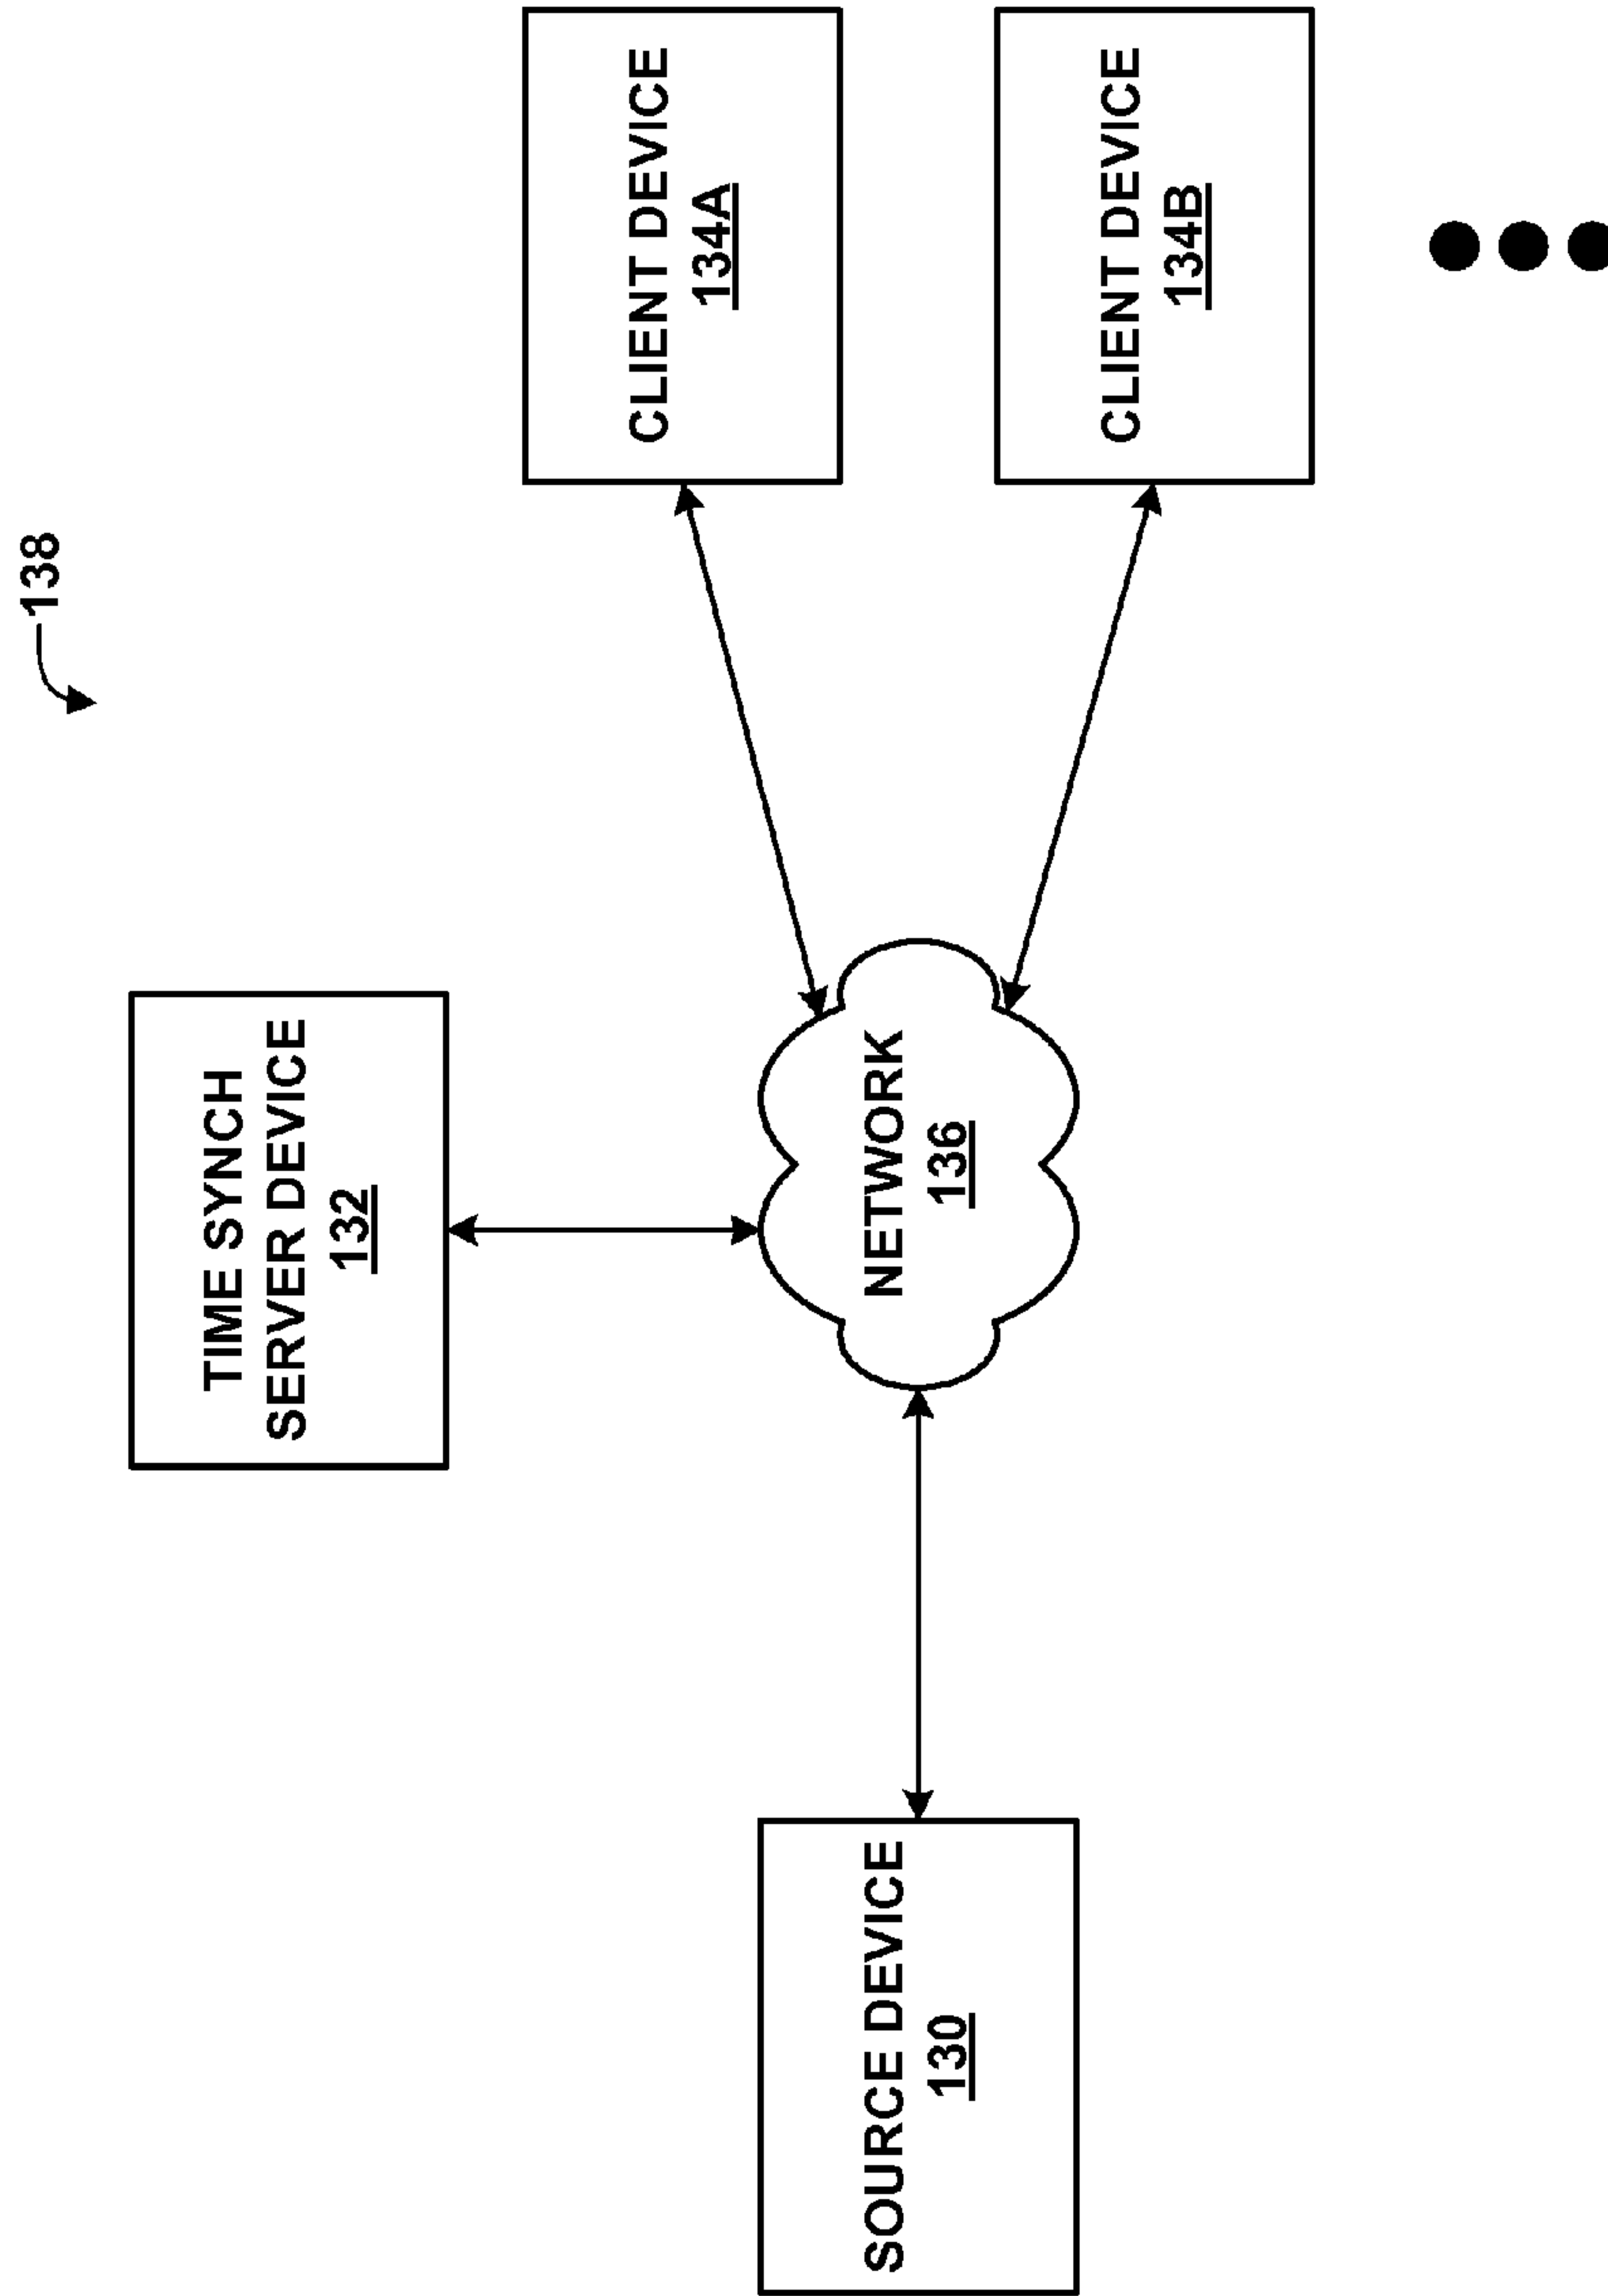 138
TIME SYNCH
SERVER DEVICE
132
CLIENT DEVICE
134A
SOURCE DEVICE
130
NETWORK
136
CLIENT DEVICE
134B